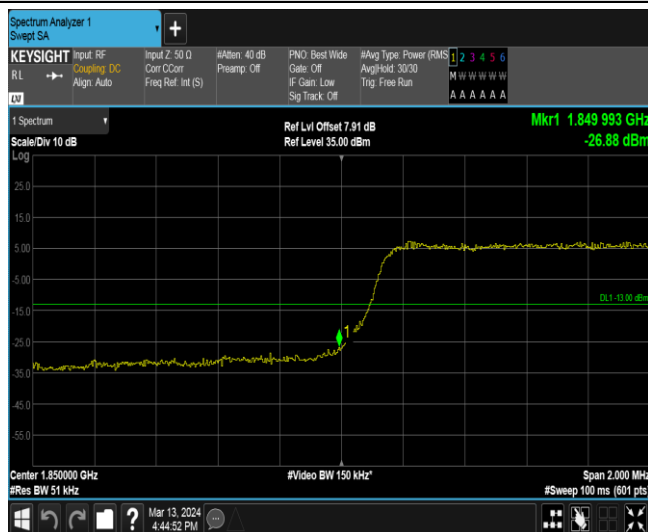 Spectrum Analyzer 1
Swept SA
KEYSIGHT
RL
Input: RF
Coupling: DC
Align: Auto
Input Z: 50 Ω
Corr CCorr
Freq Ref: Int (S)
#Atten: 40 dB
Preamp: Off
PNO: Best Wide
Gate: Off
IF Gain: Low
Sig Track: Off
#Avg Type: Power (RMS
Avg|Hold: 30/30
Trig: Free Run
1 2 3 4 5 6
M W W W W W
A A A A A A
LXI
1 Spectrum
Scale/Div 10 dB
Ref Lvl Offset 7.91 dB
Ref Level 35.00 dBm
Mkr1 1.849 993 GHz
-26.88 dBm
Log
25.0
15.0
5.00
-5.00
DL1 -13.00 dBm
-15.0
1
-25.0
-35.0
-45.0
-55.0
Center 1.850000 GHz
#Video BW 150 kHz*
Span 2.000 MHz
#Res BW 51 kHz
#Sweep 100 ms (601 pts)
?
Mar 13, 2024
4:44:52 PM